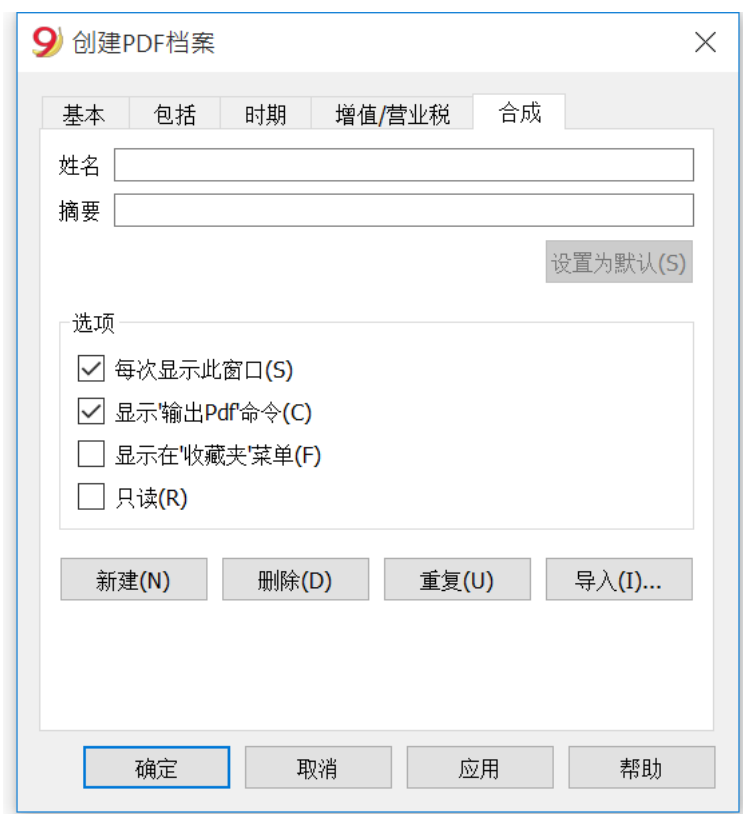 9 创建PDF档案
基本 包括 时期 增值/营业税 合成
姓名
摘要
设置为默认(S)
选项
每次显示此窗口(S)
显示'输出Pdf'命令(C)
显示在'收藏夹'菜单(F)
只读(R)
新建(N) 删除(D) 重复(U) 导入(I)...
确定 取消 应用 帮助